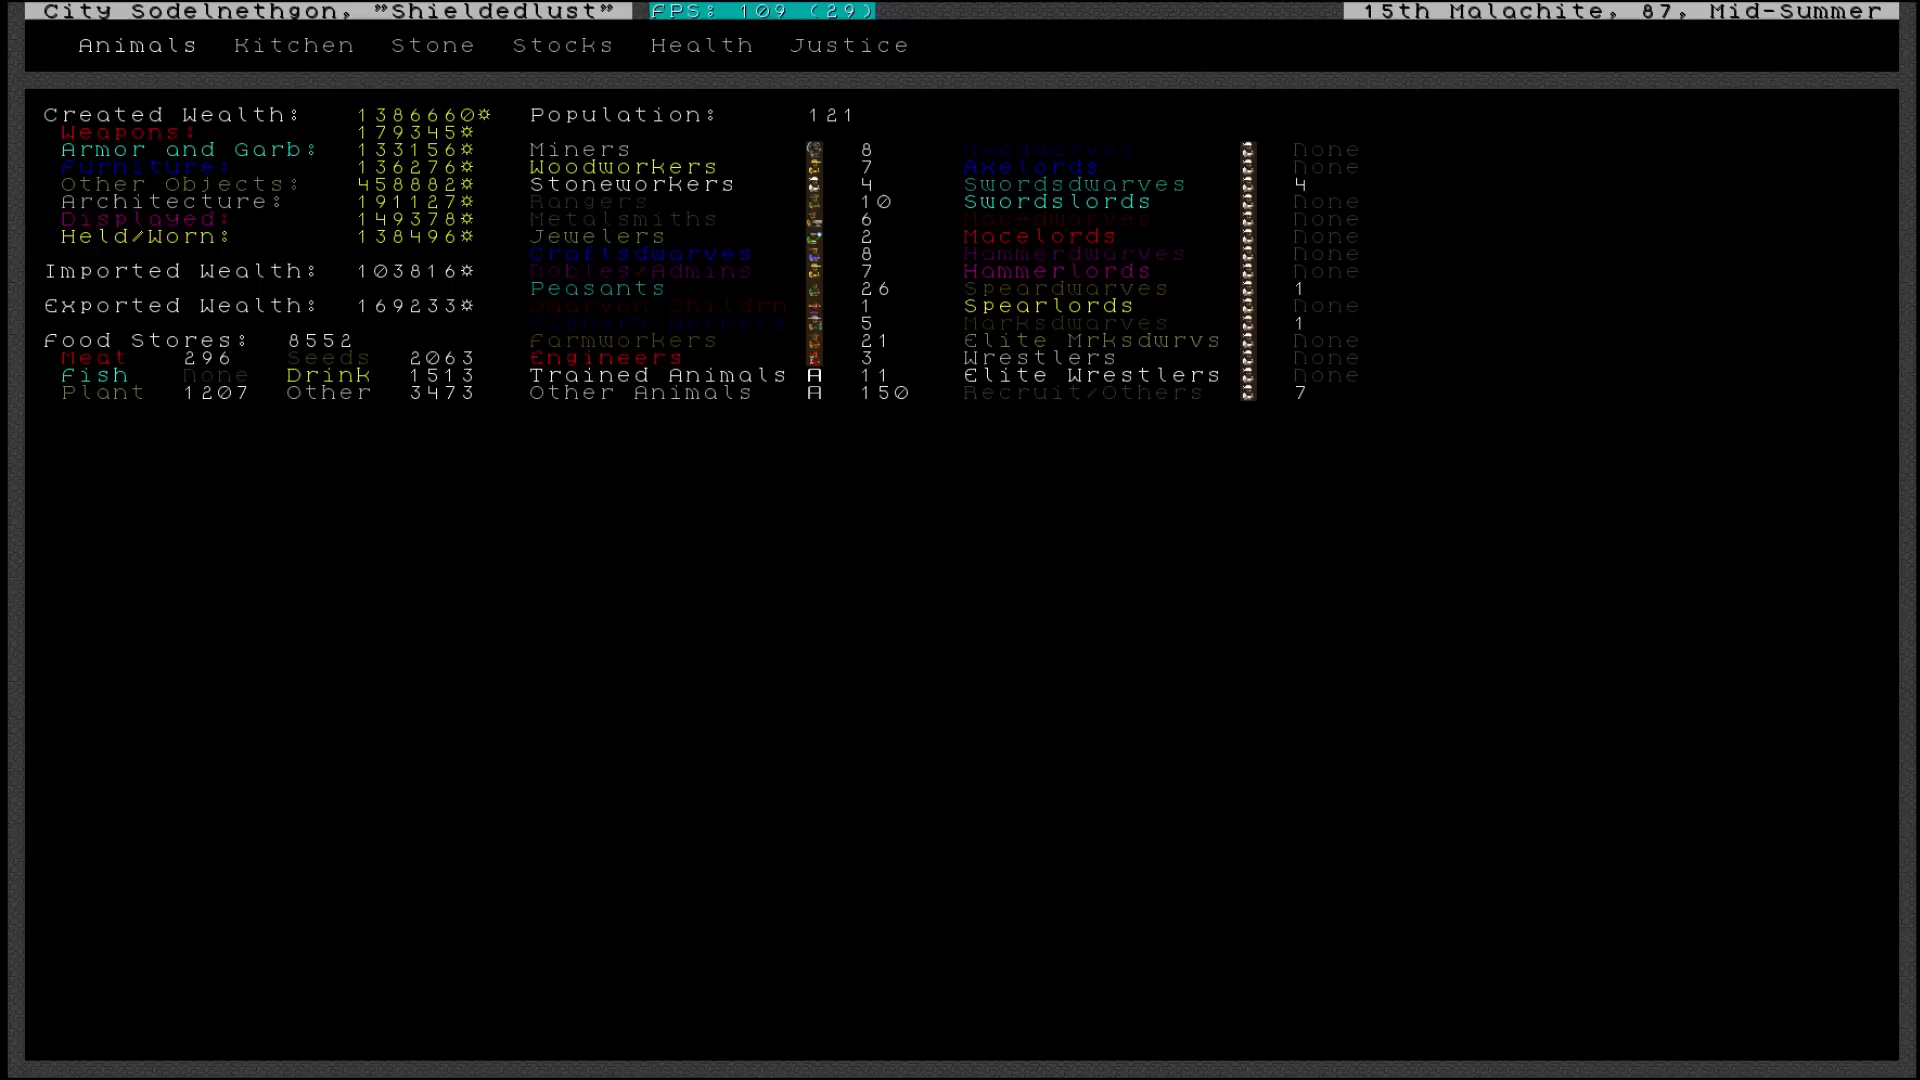 City Sodelnethgon, "Shieldedlust" FPS: 109 (29) 15th Malachite, 87, Mid-Summer
Animals Kitchen Stone Stocks Health Justice
Created Wealth: 1386660☼ Population: 121
Weapons: 179345☼
Armor and Garb: 133156☼ Miners 8 Axedwarves None
Furniture: 136276☼ Woodworkers 7 Axelords None
Other Objects: 458882☼ Stoneworkers 4 Swordsdwarves 4
Architecture: 191127☼ Rangers 10 Swordslords None
Displayed: 149378☼ Metalsmiths 6 Macedwarves None
Held/Worn: 138496☼ Jewelers 2 Macelords None
Craftsdwarves 8 Hammerdwarves None
Imported Wealth: 103816☼ Nobles/Admins 7 Hammerlords None
Peasants 26 Speardwarves 1
Exported Wealth: 169233☼ Dwarven Childrn 1 Spearlords None
Fishery Workers 5 Marksdwarves 1
Food Stores: 8552 Farmworkers 21 Elite Mrksdwrvs None
Meat 296 Seeds 2063 Engineers 3 Wrestlers None
Fish None Drink 1513 Trained Animals A 11 Elite Wrestlers None
Plant 1207 Other 3473 Other Animals A 150 Recruit/Others 7